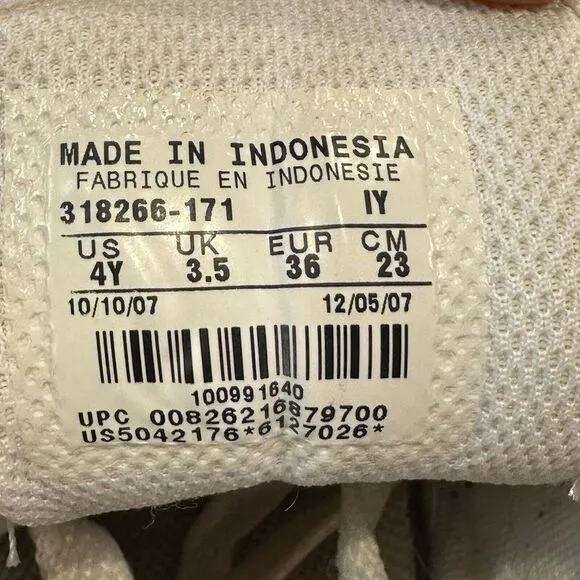 MADE IN INDONESIA
FABRIQUE EN INDONESIE
318266-171 IY
US UK EUR CM
4Y 3.5 36 23
10/10/07 12/05/07
100991640
UPC 00826216879700
US5042176*6127026*